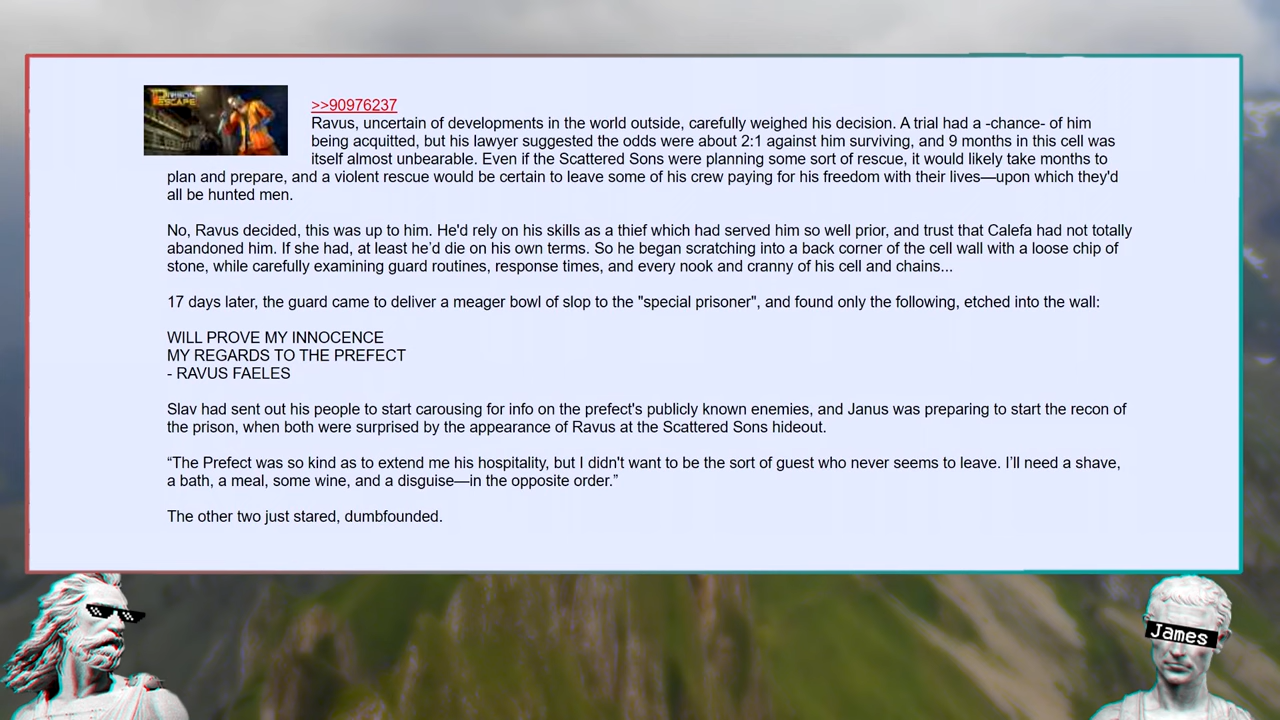 PRISON
ESCAPE
>>90976237
Ravus, uncertain of developments in the world outside, carefully weighed his decision. A trial had a -chance- of him
being acquitted, but his lawyer suggested the odds were about 2:1 against him surviving, and 9 months in this cell was
itself almost unbearable. Even if the Scattered Sons were planning some sort of rescue, it would likely take months to
plan and prepare, and a violent rescue would be certain to leave some of his crew paying for his freedom with their lives—upon which they'd
all be hunted men.
No, Ravus decided, this was up to him. He'd rely on his skills as a thief which had served him so well prior, and trust that Calefa had not totally
abandoned him. If she had, at least he’d die on his own terms. So he began scratching into a back corner of the cell wall with a loose chip of
stone, while carefully examining guard routines, response times, and every nook and cranny of his cell and chains...
17 days later, the guard came to deliver a meager bowl of slop to the "special prisoner", and found only the following, etched into the wall:
WILL PROVE MY INNOCENCE
MY REGARDS TO THE PREFECT
- RAVUS FAELES
Slav had sent out his people to start carousing for info on the prefect's publicly known enemies, and Janus was preparing to start the recon of
the prison, when both were surprised by the appearance of Ravus at the Scattered Sons hideout.
“The Prefect was so kind as to extend me his hospitality, but I didn't want to be the sort of guest who never seems to leave. I’ll need a shave,
a bath, a meal, some wine, and a disguise—in the opposite order.”
The other two just stared, dumbfounded.
James